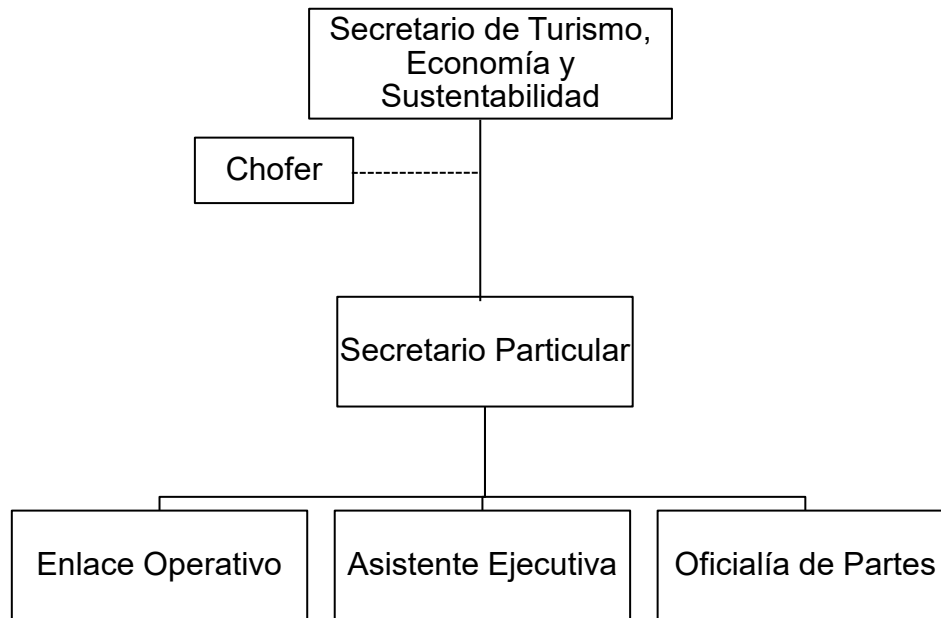 Secretario de Turismo,
Economía y
Sustentabilidad
Chofer
Secretario Particular
Enlace Operativo
Asistente Ejecutiva
Oficialía de Partes